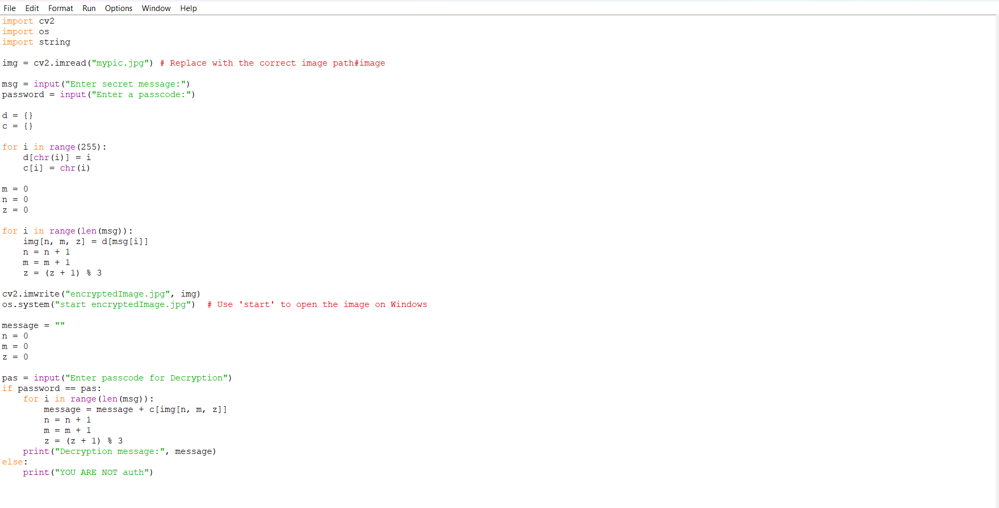 File Edit Format Run Options Window Help
import cv2
import os
import string

img = cv2.imread("mypic.jpg") # Replace with the correct image path#image

msg = input("Enter secret message:")
password = input("Enter a passcode:")

d = {}
c = {}

for i in range(255):
    d[chr(i)] = i
    c[i] = chr(i)

m = 0
n = 0
z = 0

for i in range(len(msg)):
    img[n, m, z] = d[msg[i]]
    n = n + 1
    m = m + 1
    z = (z + 1) % 3

cv2.imwrite("encryptedImage.jpg", img)
os.system("start encryptedImage.jpg")  # Use 'start' to open the image on Windows

message = ""
n = 0
m = 0
z = 0

pas = input("Enter passcode for Decryption")
if password == pas:
    for i in range(len(msg)):
        message = message + c[img[n, m, z]]
        n = n + 1
        m = m + 1
        z = (z + 1) % 3
    print("Decryption message:", message)
else:
    print("YOU ARE NOT auth")